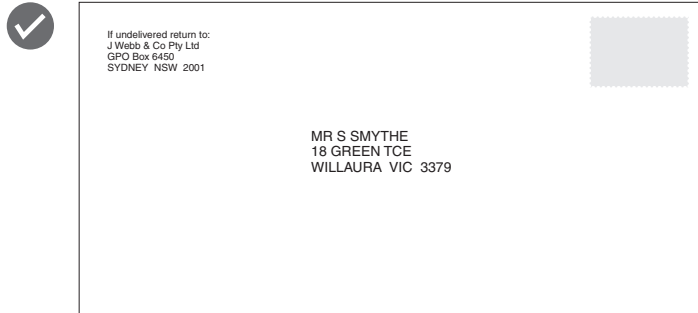 If undelivered return to:
J Webb & Co Pty Ltd
GPO Box 6450
SYDNEY NSW 2001
MR S SMYTHE
18 GREEN TCE
WILLAURA VIC 3379